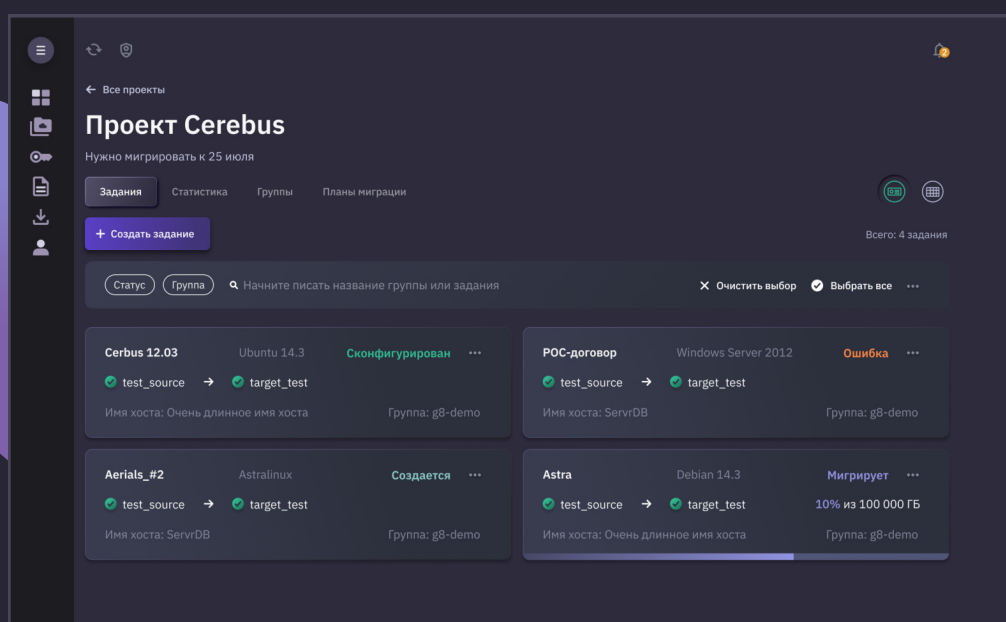 2
Все проекты
Проект Cerebus
Нужно мигрировать к 25 июля
Задания Статистика Группы Планы миграции
+ Создать задание
Всего: 4 задания
Статус Группа Начните писать название группы или задания Очистить выбор Выбрать все
Cerbus 12.03 Ubuntu 14.3 Сконфигурирован
test_source → target_test
Имя хоста: Очень длинное имя хоста Группа: g8-demo
POC-договор Windows Server 2012 Ошибка
test_source → target_test
Имя хоста: ServrDB Группа: g8-demo
Aerials_#2 Astralinux Создается
test_source → target_test
Имя хоста: ServrDB Группа: g8-demo
Astra Debian 14.3 Мигрирует
test_source → target_test 10% из 100 000 ГБ
Имя хоста: Очень длинное имя хоста Группа: g8-demo